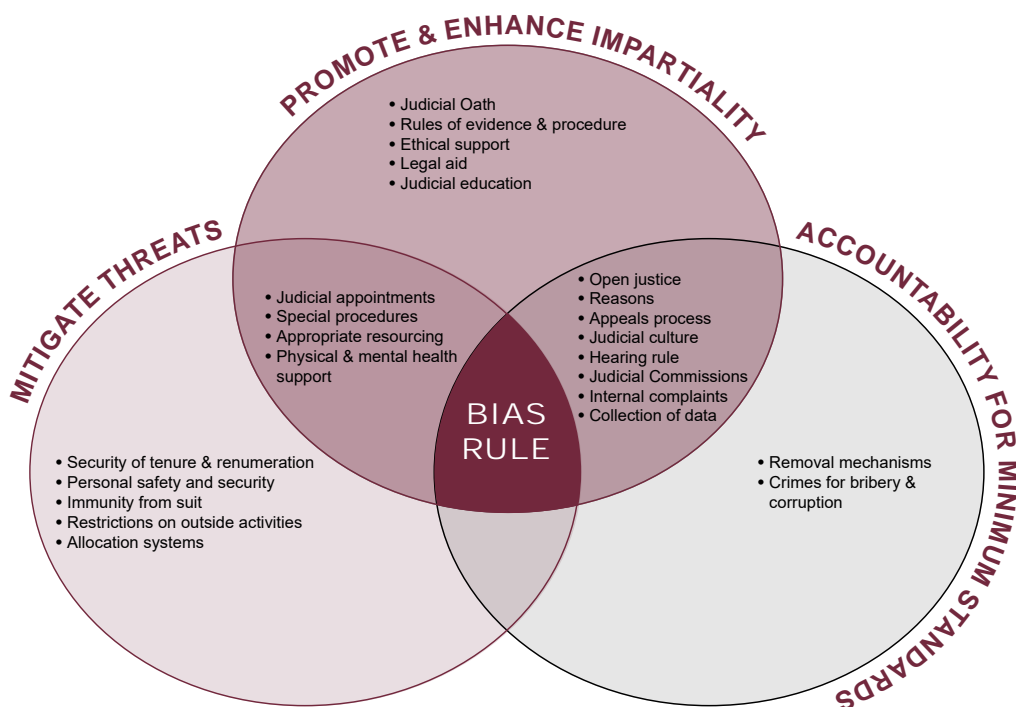 PROMOTE & ENHANCE IMPARTIALITY
• Judicial Oath
• Rules of evidence & procedure
• Ethical support
• Legal aid
• Judicial education
MITIGATE THREATS
ACCOUNTABILITY FOR MINIMUM STANDARDS
• Judicial appointments
• Special procedures
• Appropriate resourcing
• Physical & mental health
support
• Open justice
• Reasons
• Appeals process
• Judicial culture
• Hearing rule
• Judicial Commissions
• Internal complaints
• Collection of data
BIAS
RULE
• Security of tenure & renumeration
• Personal safety and security
• Immunity from suit
• Restrictions on outside activities
• Allocation systems
• Removal mechanisms
• Crimes for bribery &
corruption